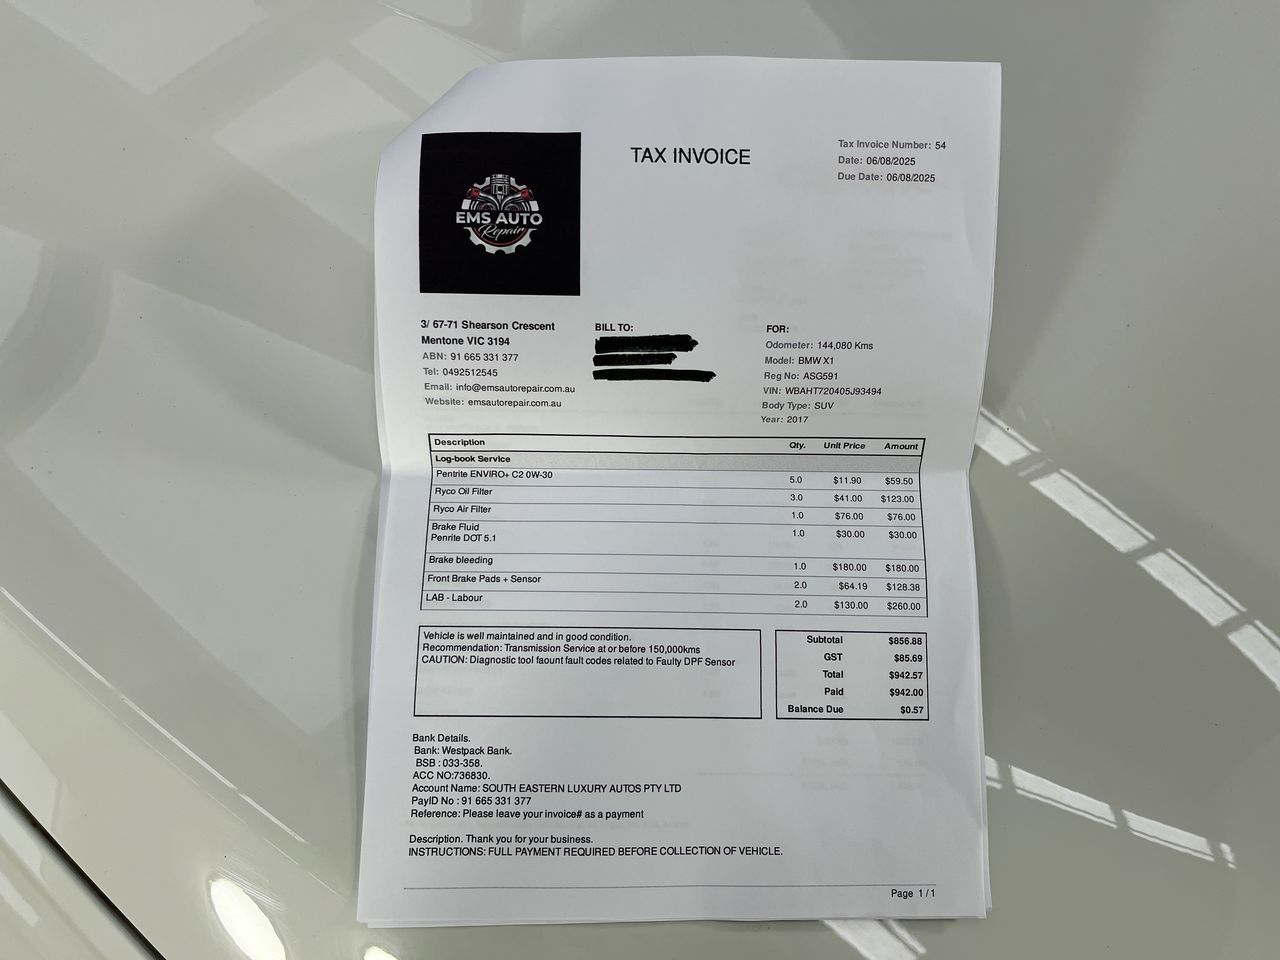 TAX INVOICE
Tax Invoice Number: 54
Date: 06/08/2025
Due Date: 06/08/2025
EMS AUTO
Repair
3/ 67-71 Shearson Crescent
Mentone VIC 3194
ABN: 91 665 331 377
Tel: 0492512545
Email: info@emsautorepair.com.au
Website: emsautorepair.com.au
BILL TO:
FOR:
Odometer: 144,080 Kms
Model: BMW X1
Reg No: ASG591
VIN: WBAHT720405J93494
Body Type: SUV
Year: 2017
Description Qty. Unit Price Amount
Log-book Service
Pentrite ENVIRO+ C2 0W-30 5.0 $11.90 $59.50
Ryco Oil Filter 3.0 $41.00 $123.00
Ryco Air Filter 1.0 $76.00 $76.00
Brake Fluid 1.0 $30.00 $30.00
Penrite DOT 5.1
Brake bleeding 1.0 $180.00 $180.00
Front Brake Pads + Sensor 2.0 $64.19 $128.38
LAB - Labour 2.0 $130.00 $260.00
Vehicle is well maintained and in good condition.
Recommendation: Transmission Service at or before 150,000kms
CAUTION: Diagnostic tool faount fault codes related to Faulty DPF Sensor
Subtotal $856.88
GST $85.69
Total $942.57
Paid $942.00
Balance Due $0.57
Bank Details.
Bank: Westpack Bank.
BSB : 033-358.
ACC NO:736830.
Account Name: SOUTH EASTERN LUXURY AUTOS PTY LTD
PayID No : 91 665 331 377
Reference: Please leave your invoice# as a payment
Description. Thank you for your business.
INSTRUCTIONS: FULL PAYMENT REQUIRED BEFORE COLLECTION OF VEHICLE.
Page 1 / 1